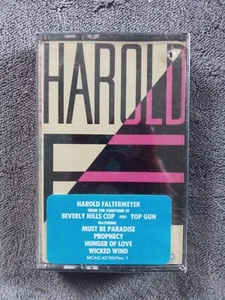 HAROLD
F
HAROLD FALTERMEYER
FROM THE COMPOSER OF
BEVERLY HILLS COP AND TOP GUN
FEATURING
MUST BE PARADISE
PROPHECY
HUNGER OF LOVE
WICKED WIND